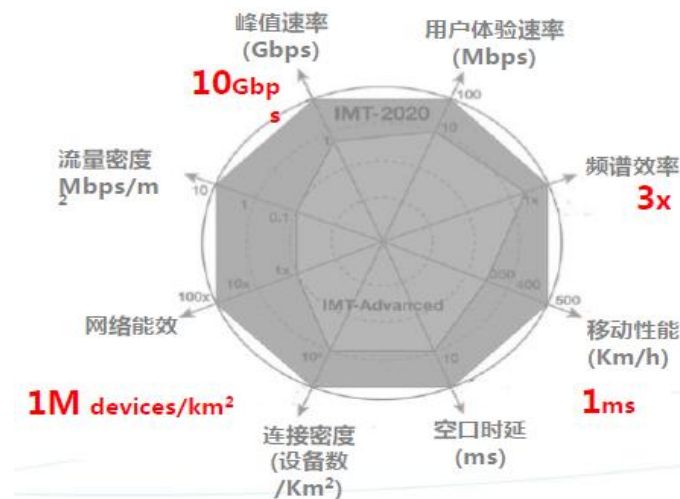 峰值速率
(Gbps)
用户体验速率
(Mbps)
10Gbp
s
100
IMT-2020
10
1
流量密度
Mbps/m
2
频谱效率
3x
10
1
0.1
1x
1x
350
400
500
10x
100x
网络能效
IMT-Advanced
移动性能
(Km/h)
10
1M devices/km²
1ms
连接密度
(设备数
/Km²)
空口时延
(ms)